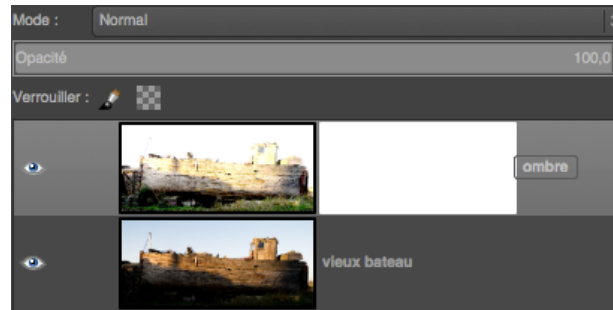 Mode : Normal
Opacité 100,0
Verrouiller :
ombre
vieux bateau